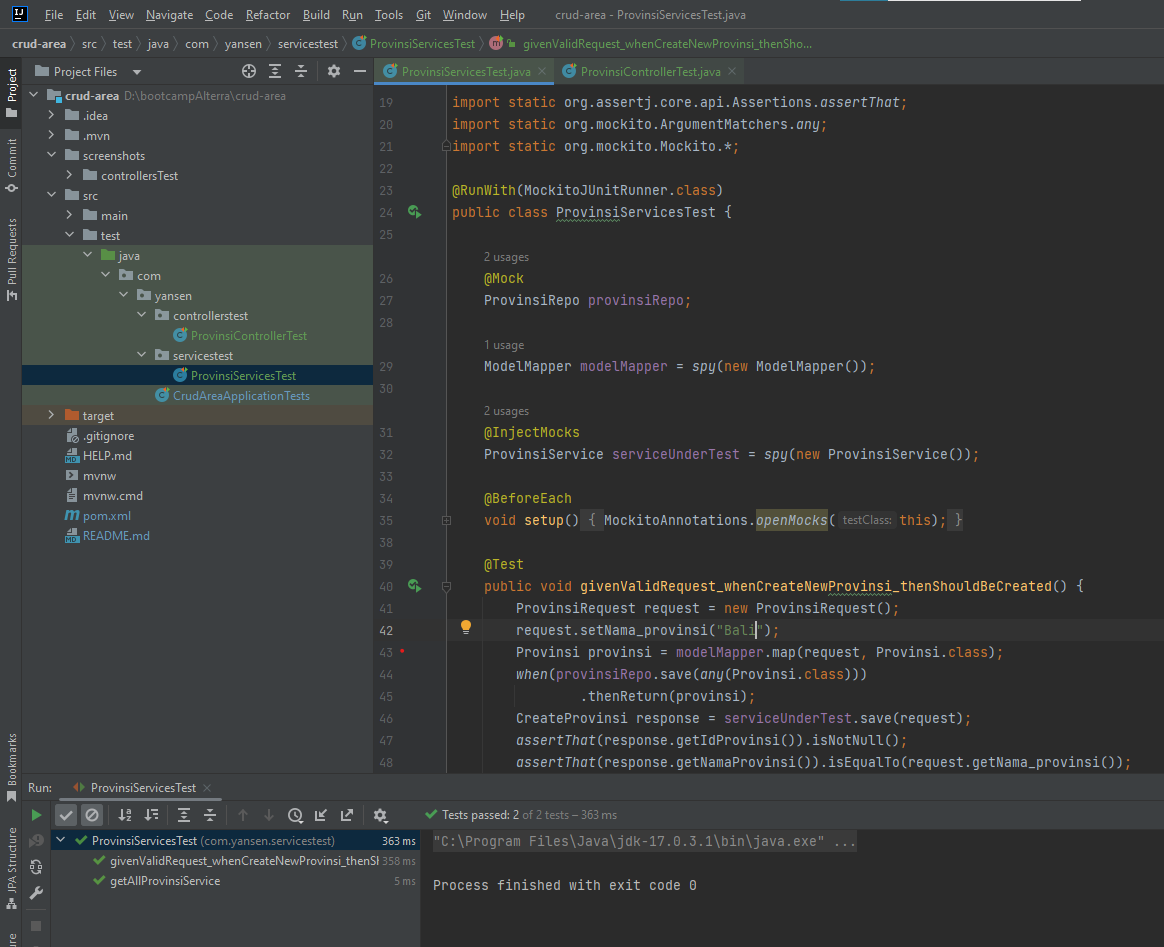 File Edit View Navigate Code Refactor Build Run Tools Git Window Help crud-area - ProvinsiServicesTest.java
crud-area src test java com yansen servicestest ProvinsiServicesTest givenValidRequest_whenCreateNewProvinsi_thenSho...
Project
Commit
Pull Requests
Bookmarks
JPA Structure
Project Files
crud-area D:\bootcampAlterra\crud-area
.idea
.mvn
screenshots
controllersTest
src
main
test
java
com
yansen
controllerstest
ProvinsiControllerTest
servicestest
ProvinsiServicesTest
CrudAreaApplicationTests
target
.gitignore
HELP.md
mvnw
mvnw.cmd
pom.xml
README.md
ProvinsiServicesTest.java ProvinsiControllerTest.java
19 import static org.assertj.core.api.Assertions.assertThat;
20 import static org.mockito.ArgumentMatchers.any;
21 import static org.mockito.Mockito.*;
22
23 @RunWith(MockitoJUnitRunner.class)
24 public class ProvinsiServicesTest {
25
2 usages
26 @Mock
27 ProvinsiRepo provinsiRepo;
28
1 usage
29 ModelMapper modelMapper = spy(new ModelMapper());
30
2 usages
31 @InjectMocks
32 ProvinsiService serviceUnderTest = spy(new ProvinsiService());
33
34 @BeforeEach
35 void setup() { MockitoAnnotations.openMocks( testClass: this); }
38
39 @Test
40 public void givenValidRequest_whenCreateNewProvinsi_thenShouldBeCreated() {
41 ProvinsiRequest request = new ProvinsiRequest();
42 request.setNama_provinsi("Bali");
43 Provinsi provinsi = modelMapper.map(request, Provinsi.class);
44 when(provinsiRepo.save(any(Provinsi.class)))
45 .thenReturn(provinsi);
46 CreateProvinsi response = serviceUnderTest.save(request);
47 assertThat(response.getIdProvinsi()).isNotNull();
48 assertThat(response.getNamaProvinsi()).isEqualTo(request.getNama_provinsi());
Run: ProvinsiServicesTest
Tests passed: 2 of 2 tests – 363 ms
ProvinsiServicesTest (com.yansen.servicestest) 363 ms
givenValidRequest_whenCreateNewProvinsi_thenSh 358 ms
getAllProvinsiService 5 ms
"C:\Program Files\Java\jdk-17.0.3.1\bin\java.exe" ...
Process finished with exit code 0